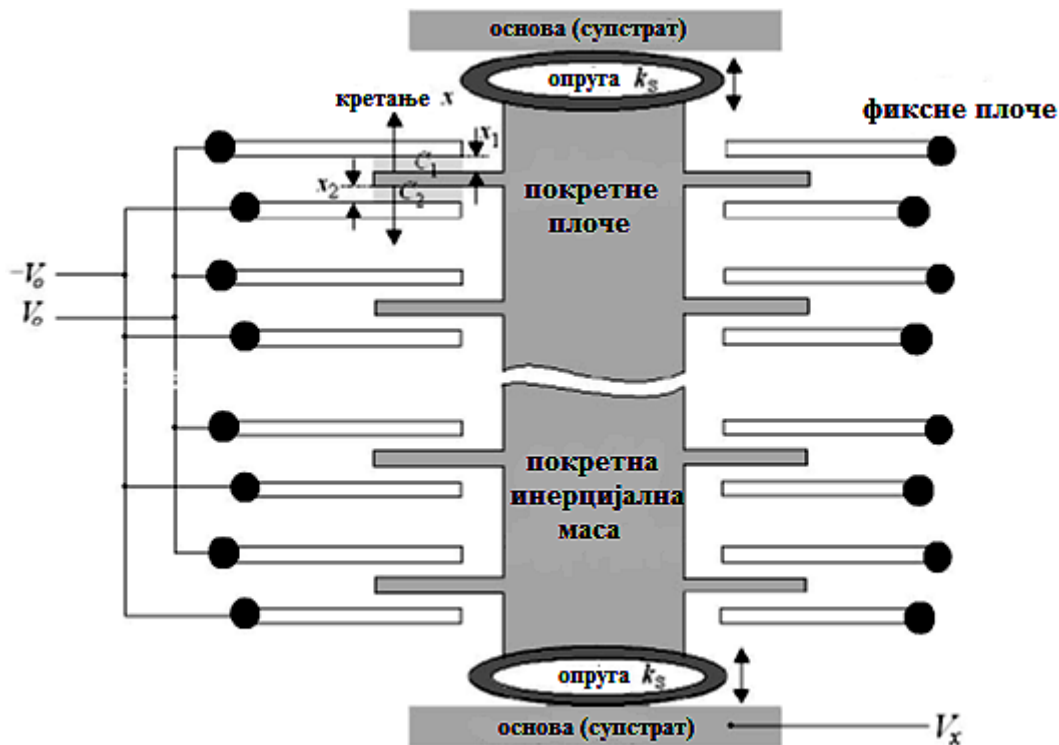 основа (супстрат)
опруга k_S
кретање x
фиксне плоче
x_1
C_1
x_2
C_2
покретне
плоче
-V_o
V_o
покретна
инерцијална
маса
опруга k_S
основа (супстрат)
V_x